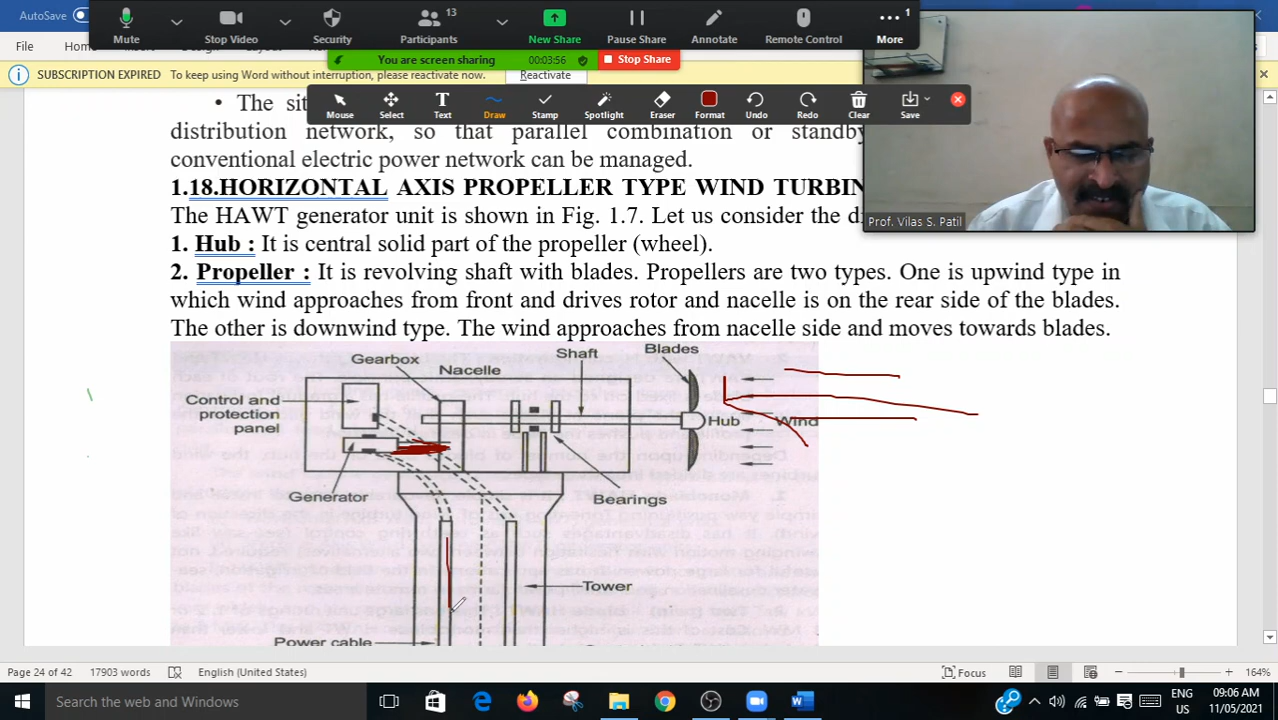 AutoSave
13
1
Mute
Stop Video
Security
Participants
New Share
Pause Share
Annotate
Remote Control
More
File
You are screen sharing
00:03:56
Stop Share
SUBSCRIPTION EXPIRED To keep using Word without interruption, please reactivate now. Reactivate
Mouse
Select
Text
Draw
Stamp
Spotlight
Eraser
Format
Undo
Redo
Clear
Save
• The sit
distribution network, so that parallel combination or standby
conventional electric power network can be managed.
1.18.HORIZONTAL AXIS PROPELLER TYPE WIND TURBIN
The HAWT generator unit is shown in Fig. 1.7. Let us consider the di
1. Hub : It is central solid part of the propeller (wheel).
2. Propeller : It is revolving shaft with blades. Propellers are two types. One is upwind type in
which wind approaches from front and drives rotor and nacelle is on the rear side of the blades.
The other is downwind type. The wind approaches from nacelle side and moves towards blades.
Prof. Vilas S. Patil
Gearbox
Nacelle
Shaft
Blades
Control and
protection
panel
Hub
Wind
Generator
Bearings
Tower
Power cable
Page 24 of 42 17903 words English (United States) Focus 164%
Search the web and Windows
ENG
US
09:06 AM
11/05/2021